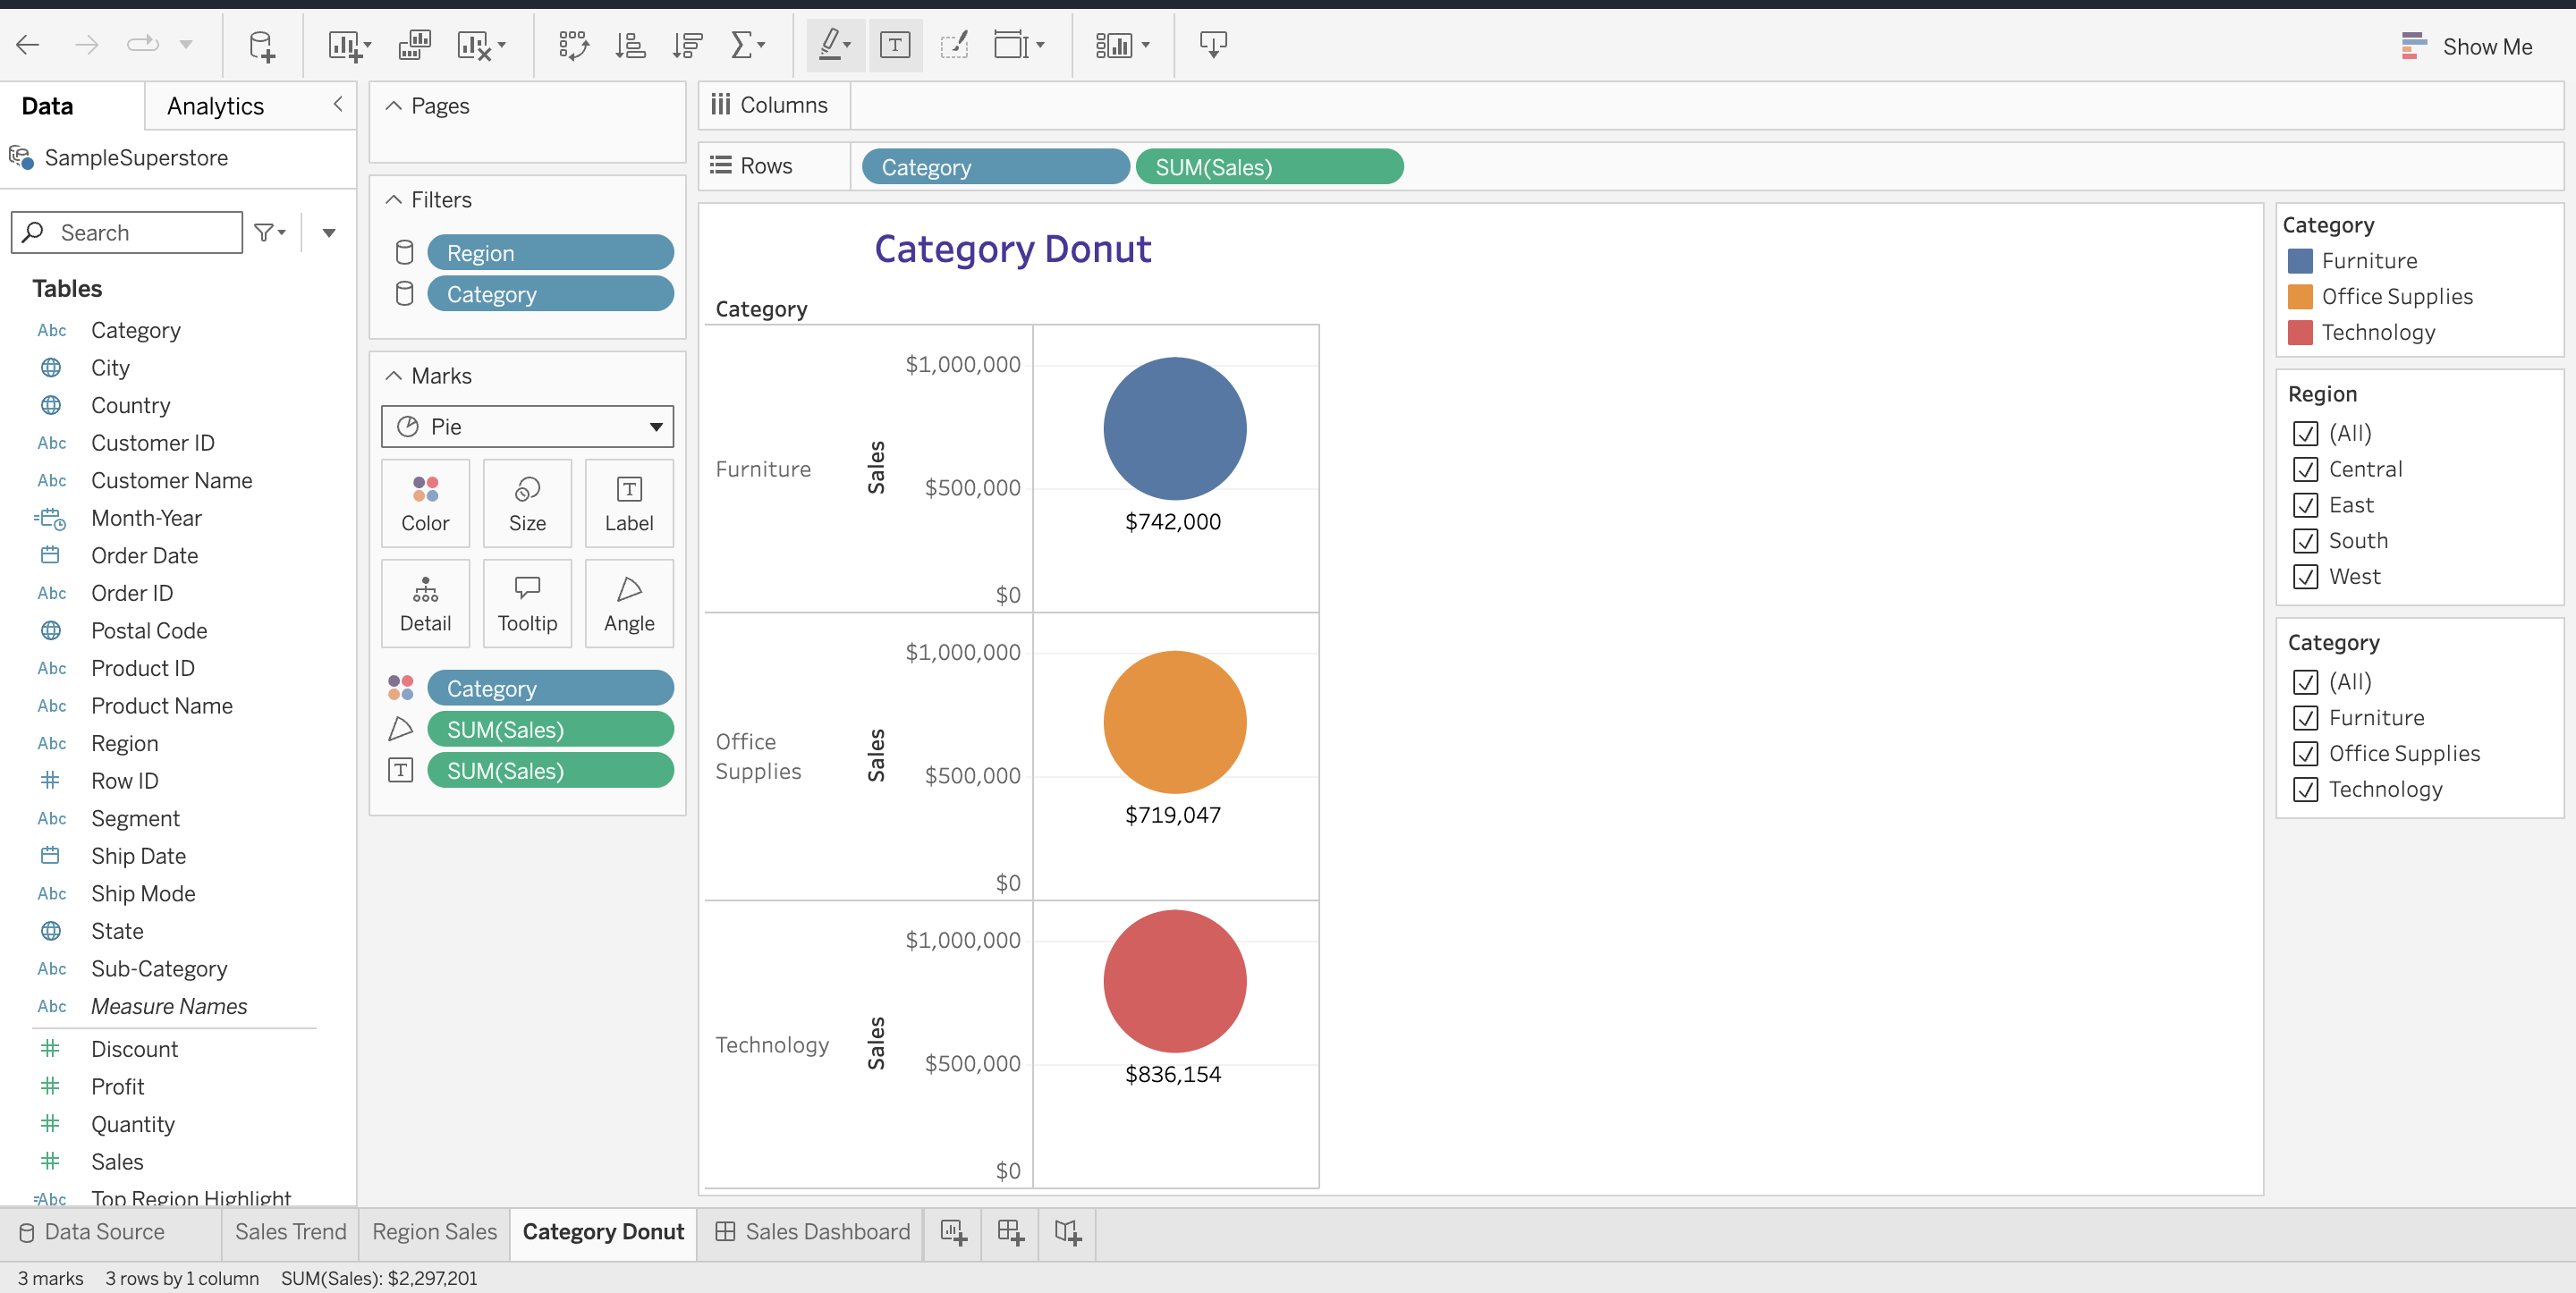 Show Me
Data
Analytics
SampleSuperstore
Search
Tables
Abc Category
City
Country
Abc Customer ID
Abc Customer Name
Month-Year
Order Date
Abc Order ID
Postal Code
Abc Product ID
Abc Product Name
Abc Region
# Row ID
Abc Segment
Ship Date
Abc Ship Mode
State
Abc Sub-Category
Abc Measure Names
# Discount
# Profit
# Quantity
# Sales
=Abc Top Region Highlight
Pages
Filters
Region
Category
Marks
Pie
Color
Size
T
Label
Detail
Tooltip
Angle
Category
SUM(Sales)
T SUM(Sales)
Columns
Rows
Category
SUM(Sales)
Category Donut
Category
Furniture
Sales
$1,000,000
$500,000
$0
$742,000
Office
Supplies
Sales
$1,000,000
$500,000
$0
$719,047
Technology
Sales
$1,000,000
$500,000
$0
$836,154
Category
Furniture
Office Supplies
Technology
Region
(All)
Central
East
South
West
Category
(All)
Furniture
Office Supplies
Technology
Data Source
Sales Trend
Region Sales
Category Donut
Sales Dashboard
3 marks
3 rows by 1 column
SUM(Sales): $2,297,201